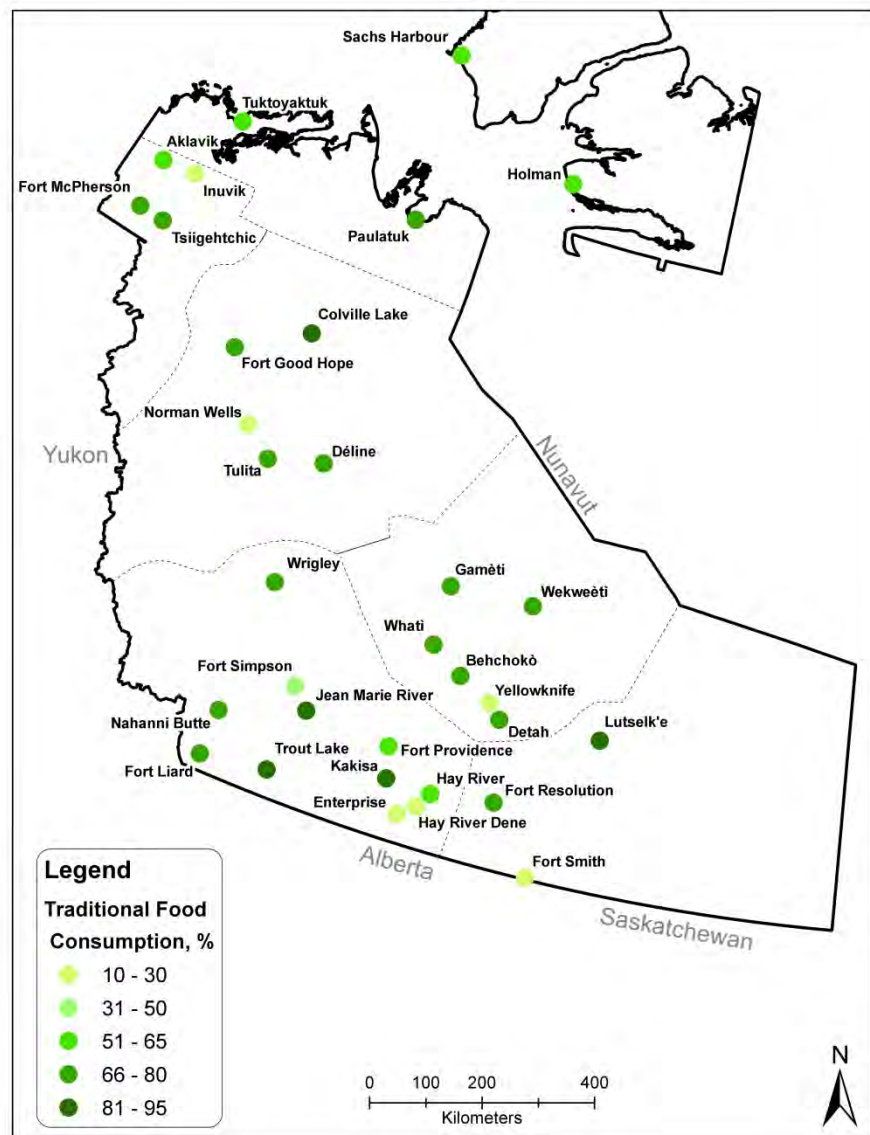 Sachs Harbour
Tuktoyaktuk
Aklavik
Inuvik
Holman
Fort McPherson
Tsiigehtchic
Paulatuk
Colville Lake
Fort Good Hope
Norman Wells
Yukon
Tulita
Déline
Nunavut
Wrigley
Gamèti
Wekweètì
Whatì
Behchokò
Fort Simpson
Yellowknife
Jean Marie River
Detah
Lutselk'e
Nahanni Butte
Trout Lake
Fort Providence
Fort Liard
Kakisa
Hay River
Enterprise
Fort Resolution
Hay River Dene
Alberta
Fort Smith
Saskatchewan
Legend
Traditional Food
Consumption, %
10 - 30
31 - 50
51 - 65
66 - 80
81 - 95
0 100 200 400
Kilometers
N